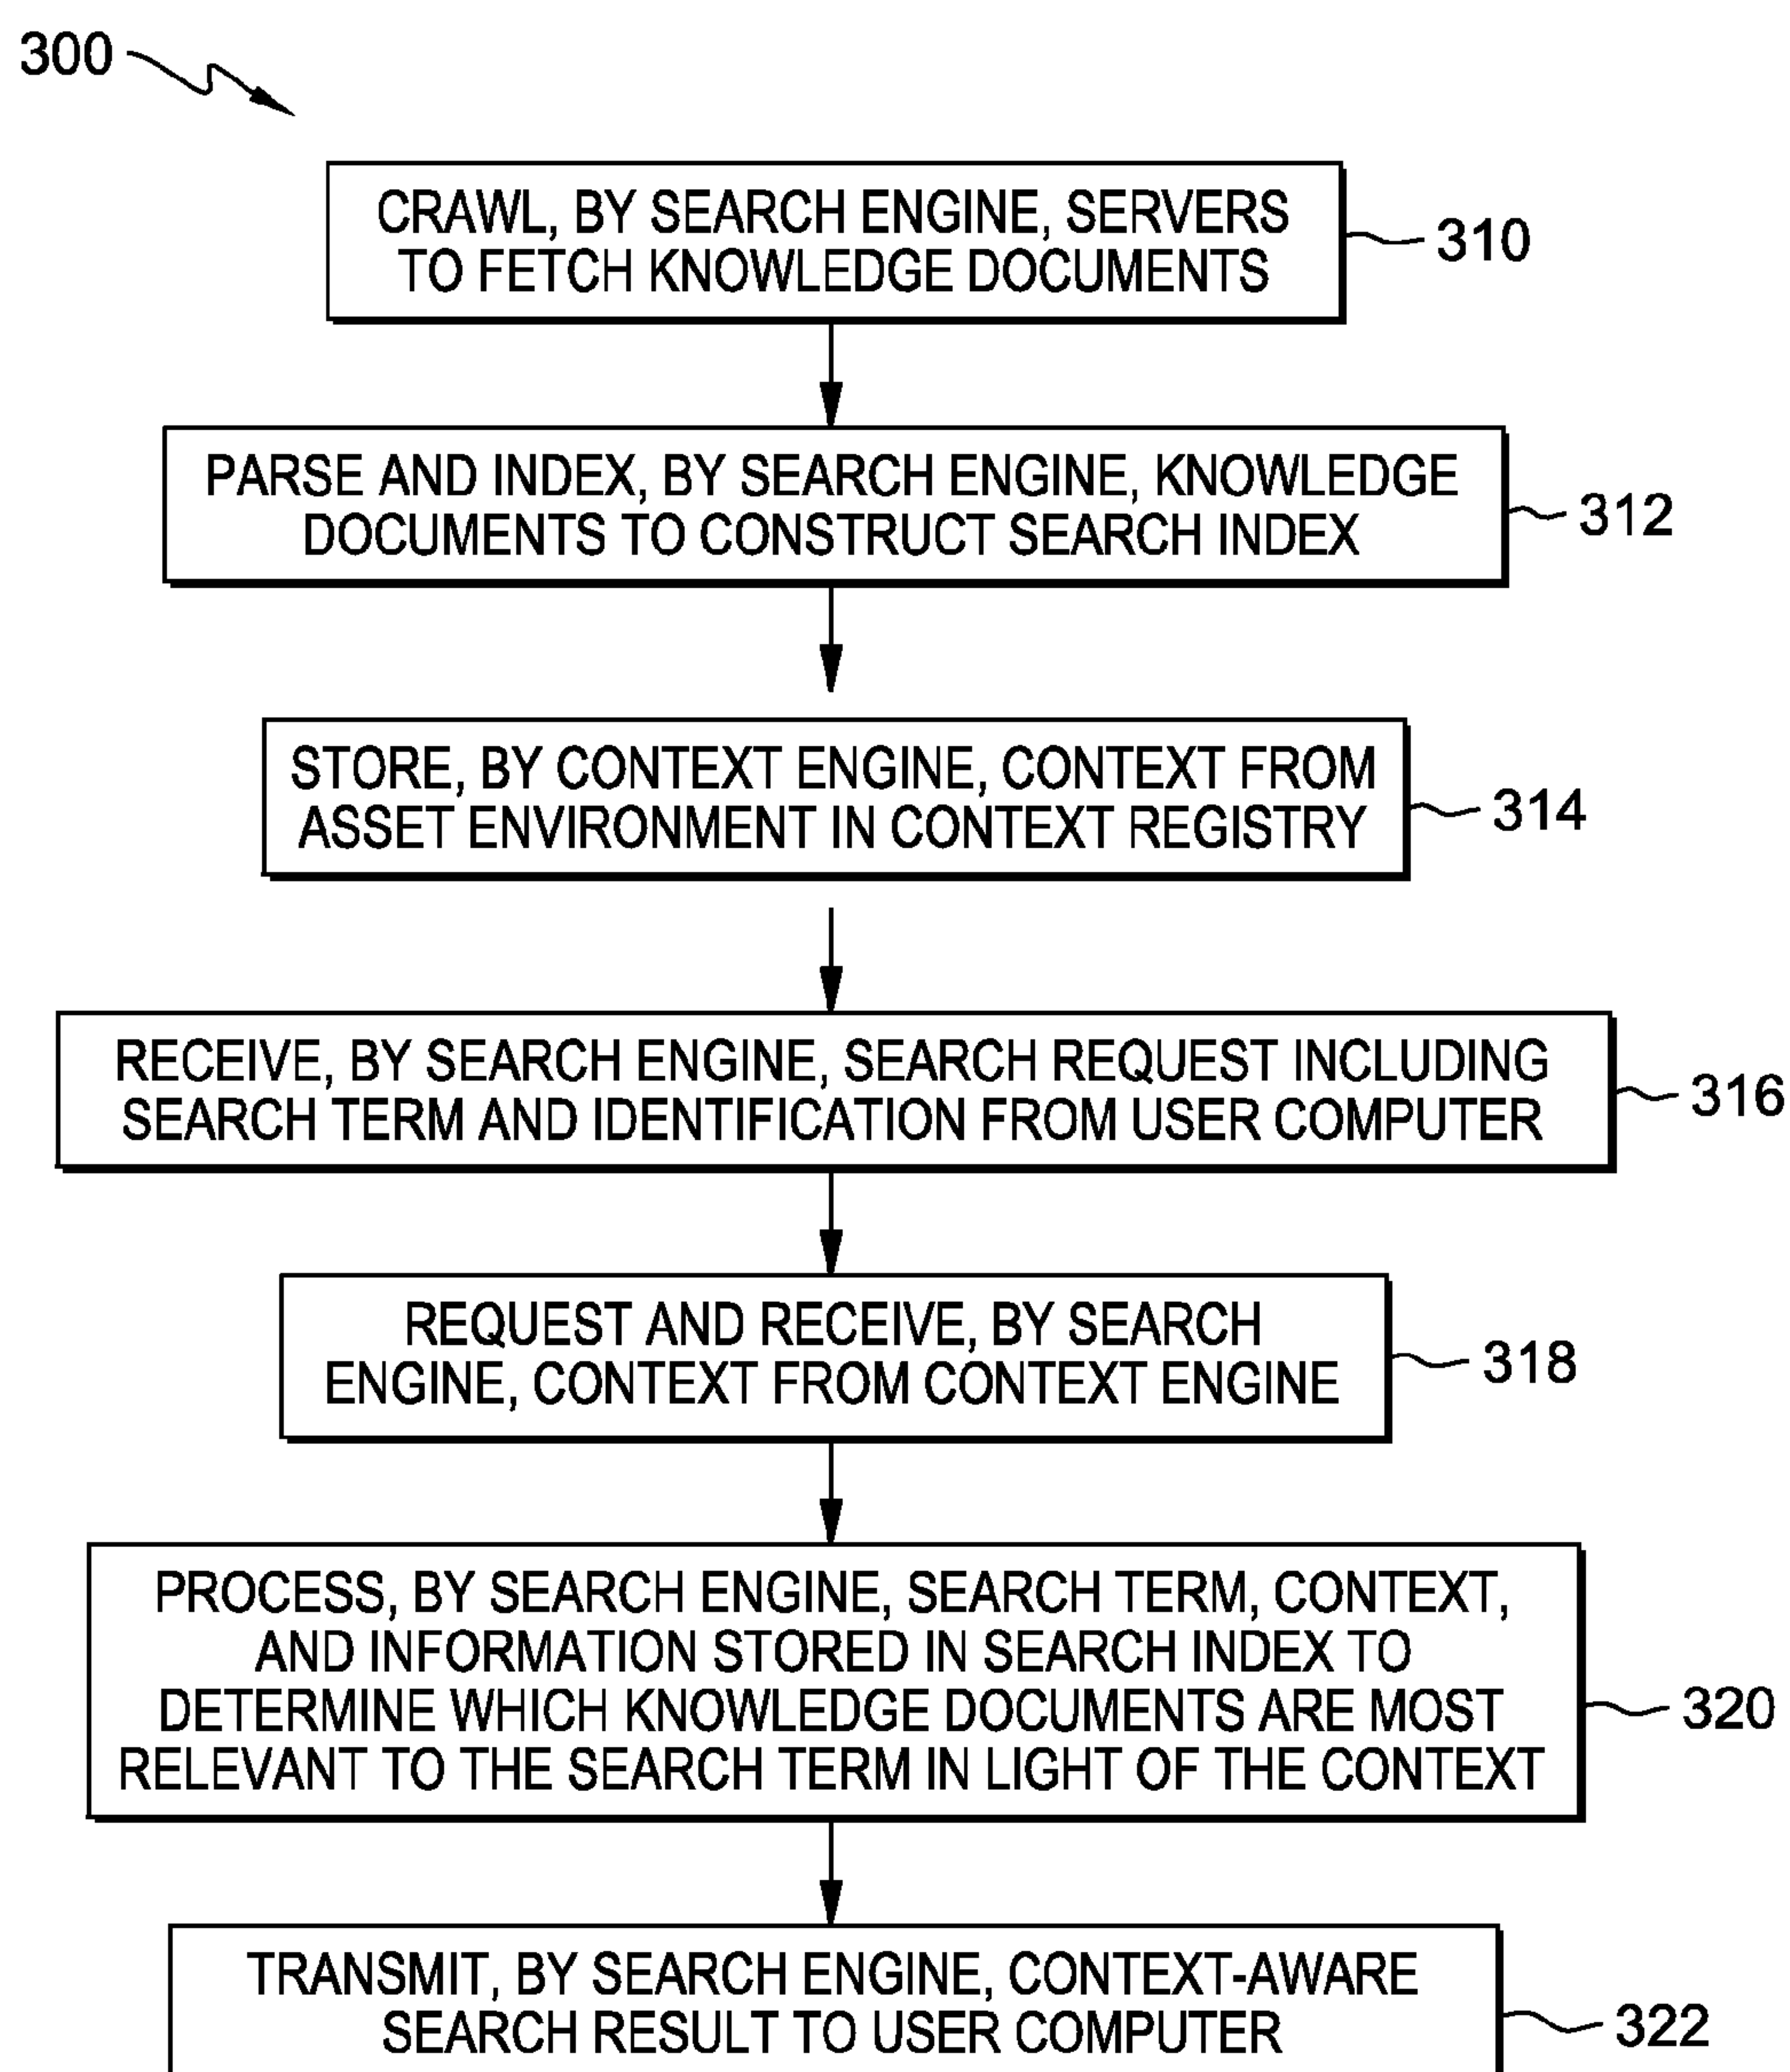 300
CRAWL, BY SEARCH ENGINE, SERVERS
TO FETCH KNOWLEDGE DOCUMENTS
310
PARSE AND INDEX, BY SEARCH ENGINE, KNOWLEDGE
DOCUMENTS TO CONSTRUCT SEARCH INDEX
312
STORE, BY CONTEXT ENGINE, CONTEXT FROM
ASSET ENVIRONMENT IN CONTEXT REGISTRY
314
RECEIVE, BY SEARCH ENGINE, SEARCH REQUEST INCLUDING
SEARCH TERM AND IDENTIFICATION FROM USER COMPUTER
316
REQUEST AND RECEIVE, BY SEARCH
ENGINE, CONTEXT FROM CONTEXT ENGINE
318
PROCESS, BY SEARCH ENGINE, SEARCH TERM, CONTEXT,
AND INFORMATION STORED IN SEARCH INDEX TO
DETERMINE WHICH KNOWLEDGE DOCUMENTS ARE MOST
RELEVANT TO THE SEARCH TERM IN LIGHT OF THE CONTEXT
320
TRANSMIT, BY SEARCH ENGINE, CONTEXT-AWARE
SEARCH RESULT TO USER COMPUTER
322